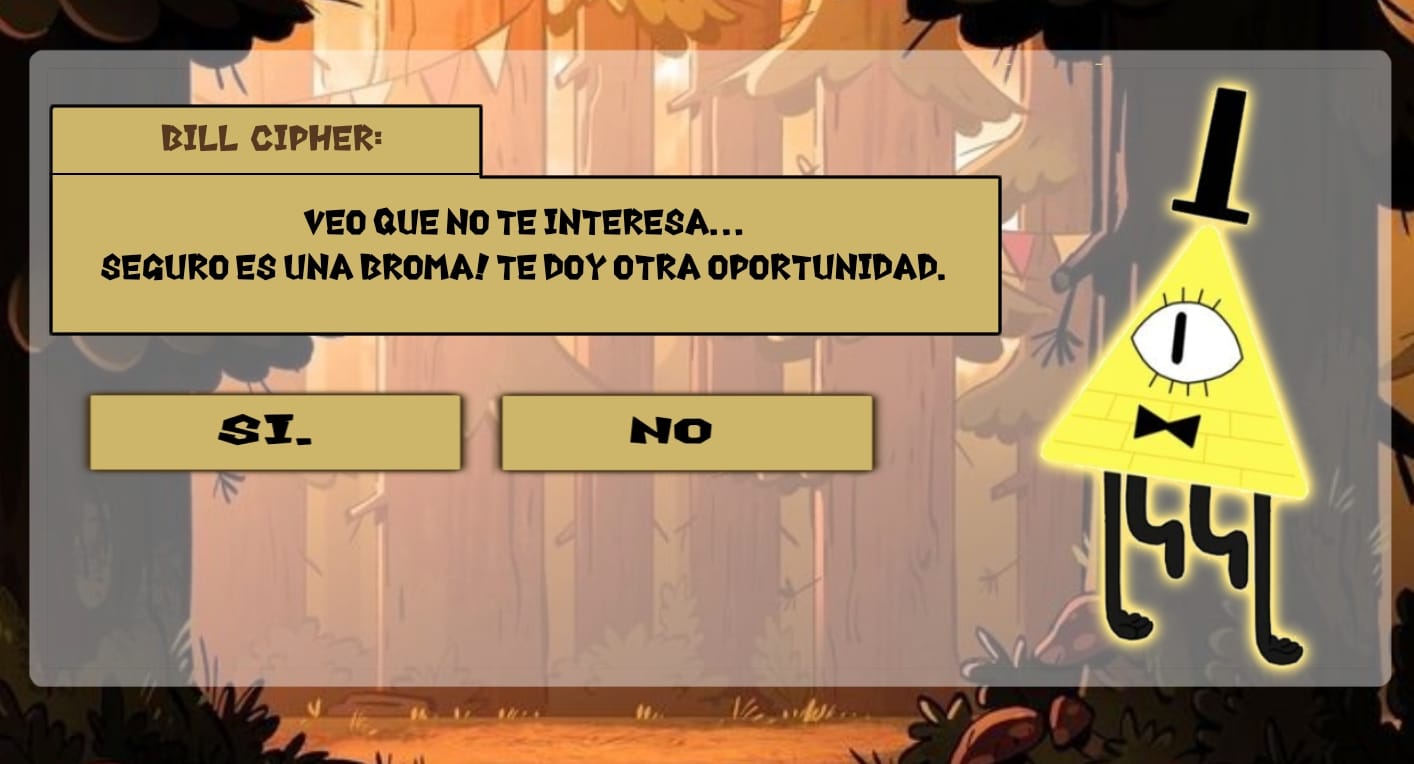 BILL CIPHER:
VEO QUE NO TE INTERESA...
SEGURO ES UNA BROMA! TE DOY OTRA OPORTUNIDAD.
SI.
NO